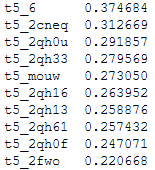 t5_6 0.374684
t5_2cneq 0.312669
t5_2qh0u 0.291857
t5_2qh33 0.279569
t5_mouw 0.273050
t5_2qh16 0.263952
t5_2qh13 0.258876
t5_2qh61 0.257432
t5_2qh0f 0.247071
t5_2fwo 0.220668